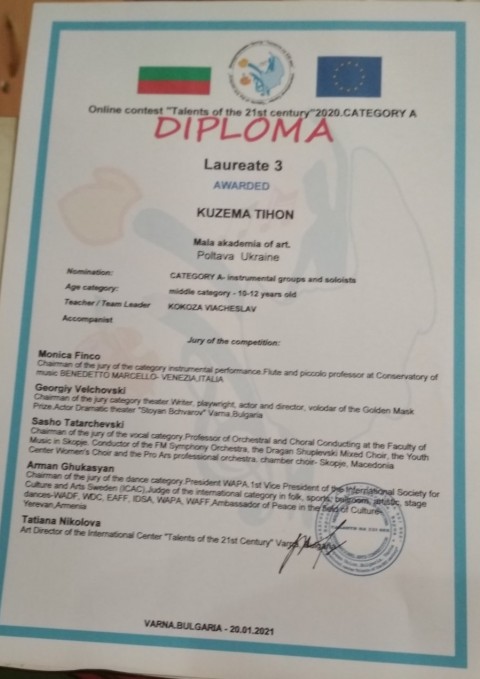 Online contest "Talents of the 21st century"2020.CATEGORY A
DIPLOMA
Laureate 3
AWARDED
KUZEMA TIHON
Mala akademia of art.
Poltava Ukraine
Nomination: CATEGORY A- instrumental groups and soloists
Age category: middle category - 10-12 years old
Teacher / Team Leader KOKOZA VIACHESLAV
Accompanist
Jury of the competition:
Monica Finco
Chairman of the jury of the category instrumental performance.Flute and piccolo professor at Conservatory of
music BENEDETTO MARCELLO- VENEZIA,ITALIA
Georgiy Velchovski
Chairman of the jury category theater.Writer, playwright, actor and director, volodar of the Golden Mask
Prize.Actor Dramatic theater "Stoyan Bchvarov" Varna,Bulgaria
Sasho Tatarchevski
Chairman of the jury of the vocal category.Professor of Orchestral and Choral Conducting at the Faculty of
Music in Skopje. Conductor of the FM Symphony Orchestra, the Dragan Shuplevski Mixed Choir, the Youth
Center Women's Choir and the Pro Ars professional orchestra, chamber choir- Skopje, Macedonia
Arman Ghukasyan
Chairman of the jury of the dance category.President WAPA,1st Vice President of the International Society for
Culture and Arts Sweden (ICAC),Judge of the international category in folk, sports, ballroom, artistic, stage
dances-WADF, WDC, EAFF, IDSA, WAPA, WAFF,Ambassador of Peace in the field of Culture-
Yerevan,Armenia
Tatiana Nikolova
Art Director of the International Center "Talents of the 21st Century" Varna,Bulgaria
VARNA.BULGARIA - 20.01.2021